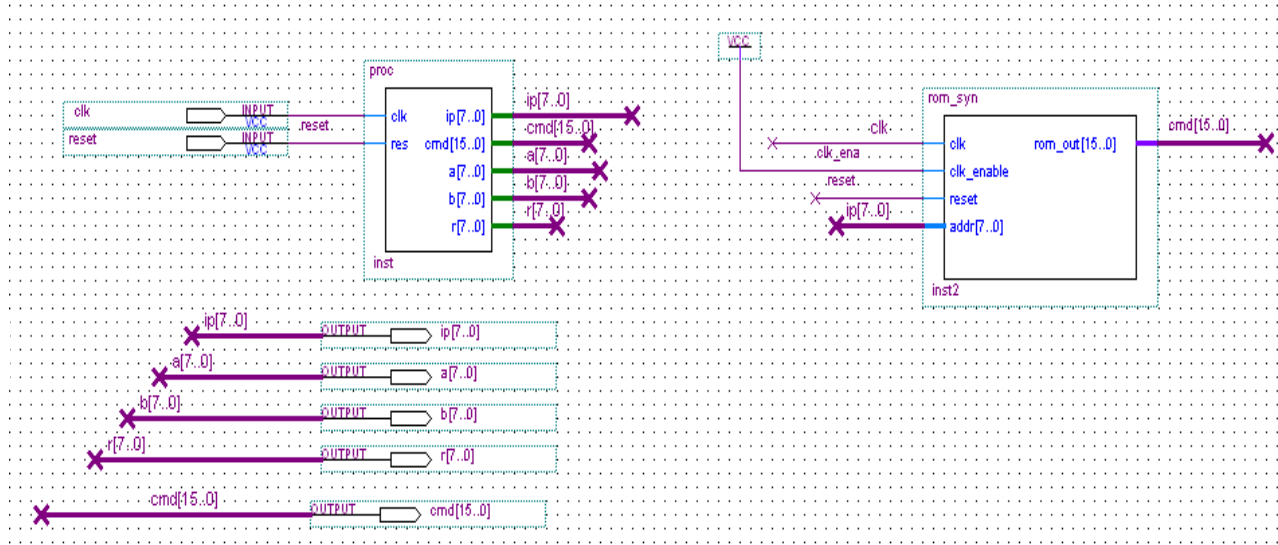 proc
clk
INPUT
VCC
reset
INPUT
VCC
.reset.
clk
res
ip[7..0]
cmd[15..0]
a[7..0]
b[7..0]
r[7..0]
ip[7..0]
cmd[15..0]
a[7..0]
b[7..0]
r[7..0]
inst
VCC
rom_syn
clk
clk_ena
reset
ip[7..0]
clk
clk_enable
reset
addr[7..0]
rom_out[15..0]
cmd[15..0]
inst2
ip[7..0]
OUTPUT
ip[7..0]
a[7..0]
OUTPUT
a[7..0]
b[7..0]
OUTPUT
b[7..0]
r[7..0]
OUTPUT
r[7..0]
cmd[15..0]
OUTPUT
cmd[15..0]